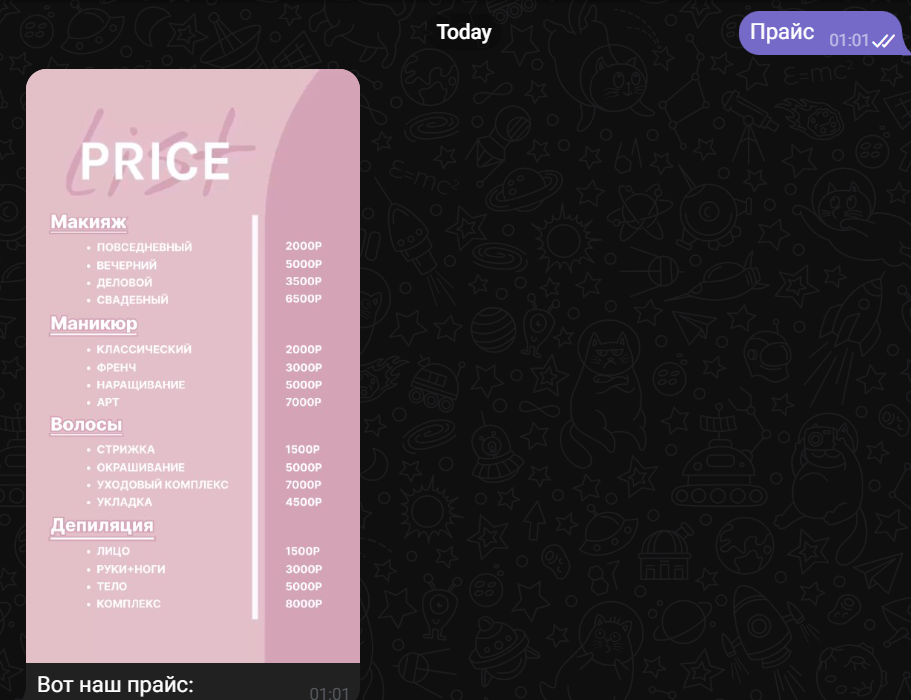 Today
Прайс 01:01
List
PRICE
Макияж
• ПОВСЕДНЕВНЫЙ 2000Р
• ВЕЧЕРНИЙ 5000Р
• ДЕЛОВОЙ 3500Р
• СВАДЕБНЫЙ 6500Р
Маникюр
• КЛАССИЧЕСКИЙ 2000Р
• ФРЕНЧ 3000Р
• НАРАЩИВАНИЕ 5000Р
• АРТ 7000Р
Волосы
• СТРИЖКА 1500Р
• ОКРАШИВАНИЕ 5000Р
• УХОДОВЫЙ КОМПЛЕКС 7000Р
• УКЛАДКА 4500Р
Депиляция
• ЛИЦО 1500Р
• РУКИ+НОГИ 3000Р
• ТЕЛО 5000Р
• КОМПЛЕКС 8000Р
Вот наш прайс: 01:01
E=mc²
E=mc²